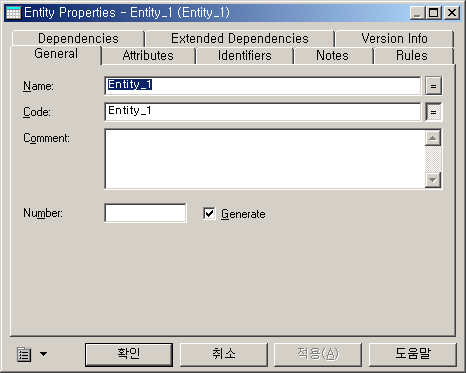 Entity Properties - Entity_1 (Entity_1)
Dependencies Extended Dependencies Version Info
General Attributes Identifiers Notes Rules
Name: Entity_1 =
Code: Entity_1 =
Comment:
Number: Generate
확인 취소 적용(A) 도움말